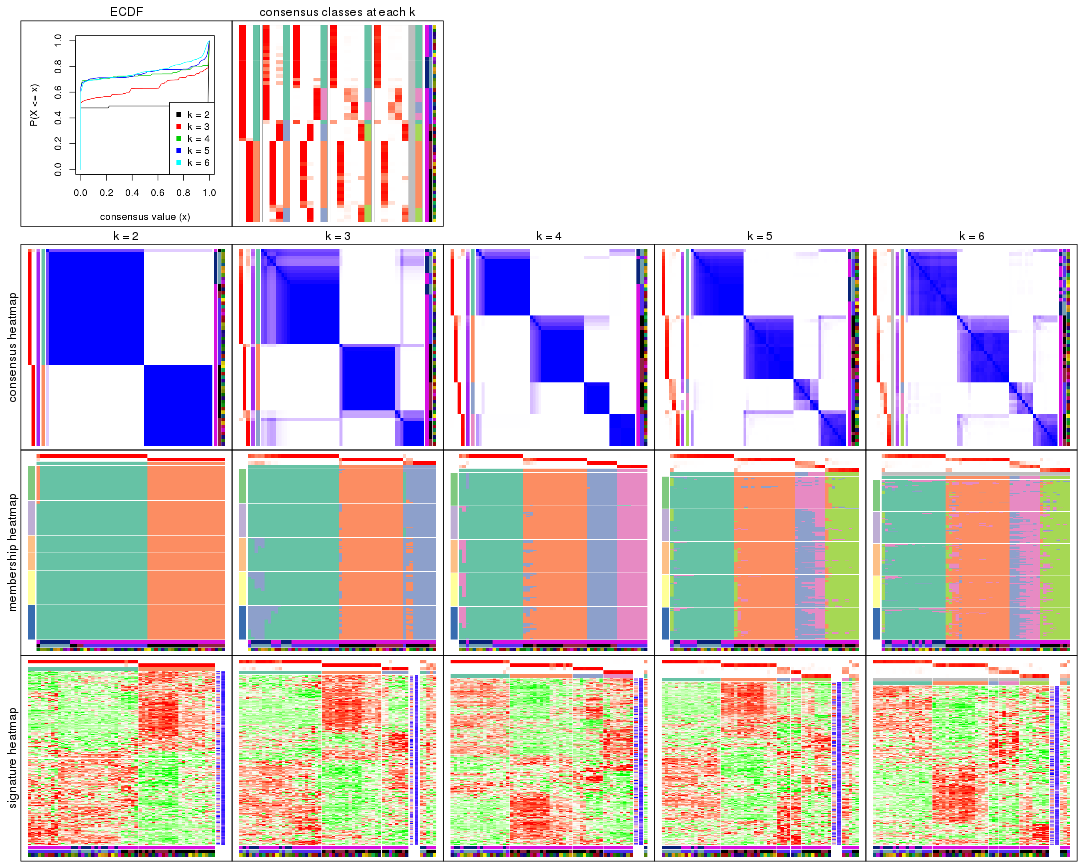 ECDF
consensus classes at each k
P(X <= x)
0.0
0.2
0.4
0.6
0.8
1.0
k = 2
k = 3
k = 4
k = 5
k = 6
0.0 0.2 0.4 0.6 0.8 1.0
consensus value (x)
k = 2
k = 3
k = 4
k = 5
k = 6
consensus heatmap
membership heatmap
signature heatmap